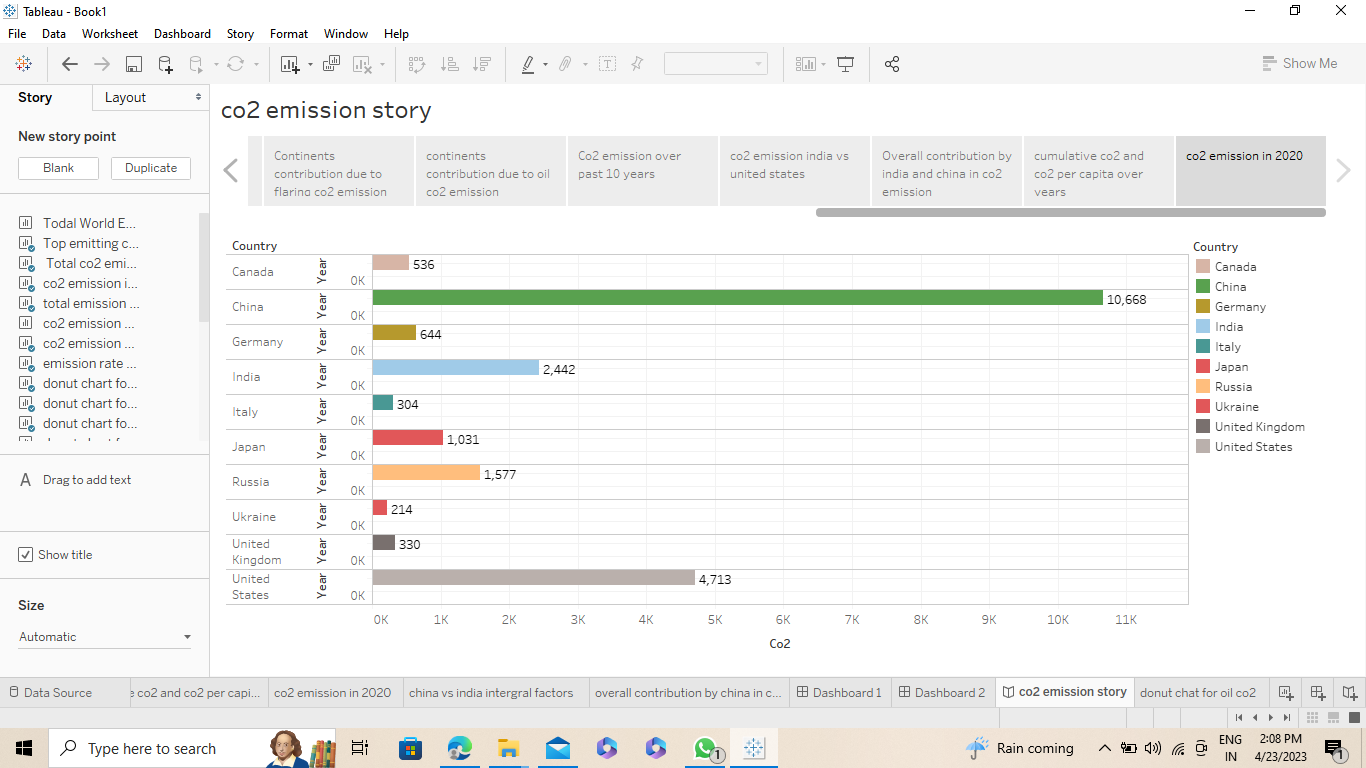 Tableau - Book1
File Data Worksheet Dashboard Story Format Window Help
Show Me
Story Layout
New story point
Blank Duplicate
Todal World E...
Top emitting c...
Total co2 emi...
co2 emission i...
total emission ...
co2 emission ...
co2 emission ...
emission rate ...
donut chart fo...
donut chart fo...
donut chart fo...
A Drag to add text
Show title
Size
Automatic
co2 emission story
Continents
contribution due to
flaring co2 emission
continents
contribution due to oil
co2 emission
Co2 emission over
past 10 years
co2 emission india vs
united states
Overall contribution by
india and china in co2
emission
cumulative co2 and
co2 per capita over
years
co2 emission in 2020
Country
Canada Year 0K 536
China Year 0K 10,668
Germany Year 0K 644
India Year 0K 2,442
Italy Year 0K 304
Japan Year 0K 1,031
Russia Year 0K 1,577
Ukraine Year 0K 214
United
Kingdom Year 0K 330
United
States Year 0K 4,713
0K 1K 2K 3K 4K 5K 6K 7K 8K 9K 10K 11K
Co2
Country
Canada
China
Germany
India
Italy
Japan
Russia
Ukraine
United Kingdom
United States
Data Source e co2 and co2 per capi... co2 emission in 2020 china vs india intergral factors overall contribution by china in c... Dashboard 1 Dashboard 2 co2 emission story donut chat for oil co2
Type here to search 1 Rain coming ENG 2:08 PM 1
IN 4/23/2023